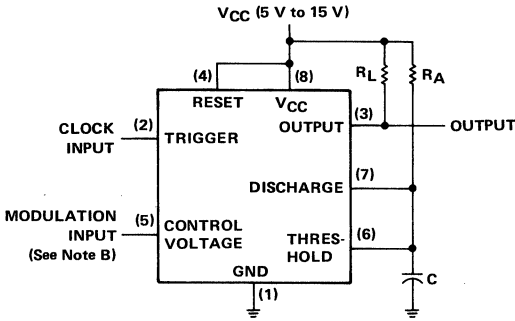 VCC (5 V to 15 V)
(4)
(8)
RL
RA
RESET
VCC
(3)
OUTPUT
OUTPUT
CLOCK
INPUT
(2)
TRIGGER
(7)
DISCHARGE
MODULATION
INPUT
(See Note B)
(5)
CONTROL
VOLTAGE
(6)
THRES-
HOLD
GND
(1)
C